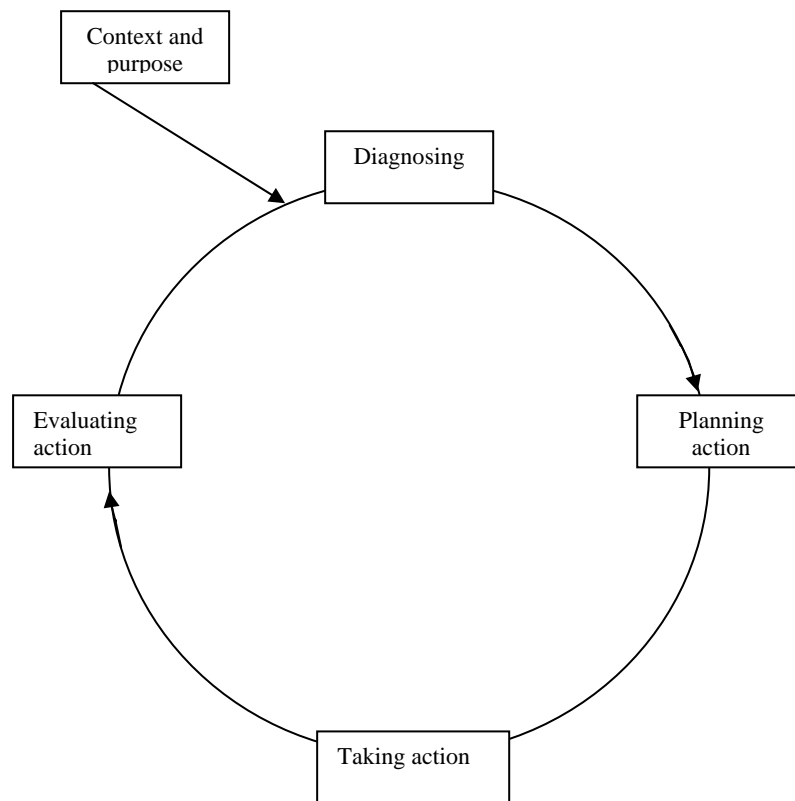 Context and
purpose
Diagnosing
Evaluating
action
Planning
action
Taking action